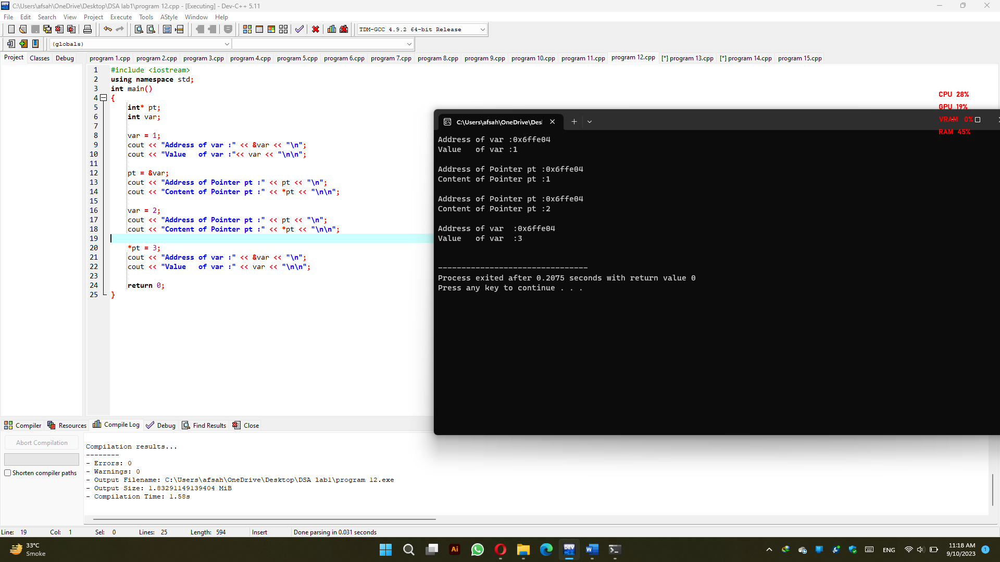 C:\Users\afsah\OneDrive\Desktop\DSA lab1\program 12.cpp - [Executing] - Dev-C++ 5.11
File Edit Search View Project Execute Tools AStyle Window Help
TDM-GCC 4.9.2 64-bit Release
(globals)
Project Classes Debug
program 1.cpp program 2.cpp program 3.cpp program 4.cpp program 5.cpp program 6.cpp program 7.cpp program 8.cpp program 9.cpp program 10.cpp program 11.cpp program 12.cpp [*] program 13.cpp [*] program 14.cpp program 15.cpp
1 #include <iostream>
2 using namespace std;
3 int main()
4 {
5 int* pt;
6 int var;
7
8 var = 1;
9 cout << "Address of var :" << &var << "\n";
10 cout << "Value   of var :"<< var << "\n\n";
11
12 pt = &var;
13 cout << "Address of Pointer pt :" << pt << "\n";
14 cout << "Content of Pointer pt :" << *pt << "\n\n";
15
16 var = 2;
17 cout << "Address of Pointer pt :" << pt << "\n";
18 cout << "Content of Pointer pt :" << *pt << "\n\n";
19
20 *pt = 3;
21 cout << "Address of var :" << &var << "\n";
22 cout << "Value   of var :" << var << "\n\n";
23
24 return 0;
25 }
CPU 28%
GPU 19%
VRAM 0%
RAM 45%
C:\Users\afsah\OneDrive\Des
Address of var :0x6ffe04
Value   of var :1
Address of Pointer pt :0x6ffe04
Content of Pointer pt :1
Address of Pointer pt :0x6ffe04
Content of Pointer pt :2
Address of var  :0x6ffe04
Value   of var  :3
--------------------------------
Process exited after 0.2075 seconds with return value 0
Press any key to continue . . .
Compiler Resources Compile Log Debug Find Results Close
Abort Compilation
Shorten compiler paths
Compilation results...
--------
- Errors: 0
- Warnings: 0
- Output Filename: C:\Users\afsah\OneDrive\Desktop\DSA lab1\program 12.exe
- Output Size: 1.83291149139404 MiB
- Compilation Time: 1.58s
Line: 19 Col: 1 Sel: 0 Lines: 25 Length: 594 Insert Done parsing in 0.031 seconds
33°C
Smoke
Ai
DEV
W
ENG
11:18 AM
9/10/2023
1